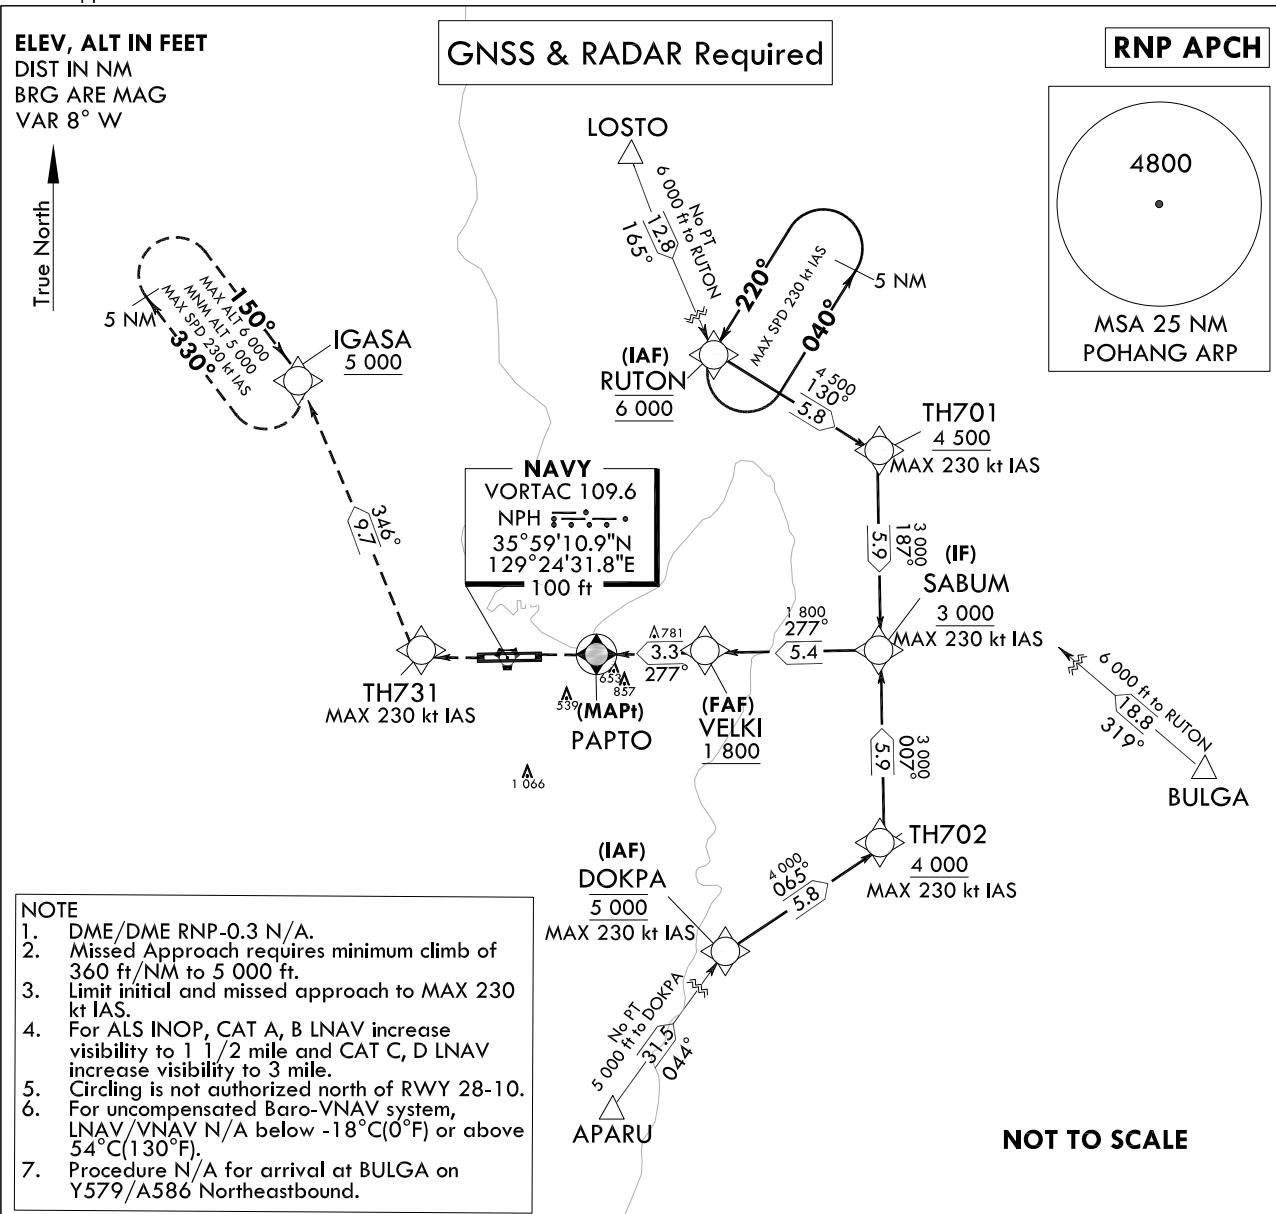 ELEV, ALT IN FEET
DIST IN NM
BRG ARE MAG
VAR 8° W
True North
GNSS & RADAR Required
RNP APCH
4800
MSA 25 NM
POHANG ARP
LOSTO
No PT
6 000 ft to RUTON
12.8
165°
220°
MAX SPD 230 kt IAS
040°
5 NM
(IAF)
RUTON
6 000
4 500
130°
5.8
TH701
4 500
MAX 230 kt IAS
5 NM
150°
MAX ALT 6 000
MNM ALT 5 000
MAX SPD 230 kt IAS
330°
IGASA
5 000
346°
9.7
NAVY
VORTAC 109.6
NPH
35°59'10.9"N
129°24'31.8"E
100 ft
3 000
187°
5.9
(IF)
SABUM
3 000
MAX 230 kt IAS
1 800
277°
5.4
781
3.3
277°
653
857
539
1 066
TH731
MAX 230 kt IAS
(MAPt)
PAPTO
(FAF)
VELKI
1 800
6 000 ft to RUTON
18.8
319°
BULGA
3 000
007°
5.9
TH702
4 000
MAX 230 kt IAS
(IAF)
DOKPA
5 000
MAX 230 kt IAS
4 000
065°
5.8
No PT
5 000 ft to DOKPA
31.5
044°
APARU
NOTE
1. DME/DME RNP-0.3 N/A.
2. Missed Approach requires minimum climb of
360 ft/NM to 5 000 ft.
3. Limit initial and missed approach to MAX 230
kt IAS.
4. For ALS INOP, CAT A, B LNAV increase
visibility to 1 1/2 mile and CAT C, D LNAV
increase visibility to 3 mile.
5. Circling is not authorized north of RWY 28-10.
6. For uncompensated Baro-VNAV system,
LNAV/VNAV N/A below -18°C(0°F) or above
54°C(130°F).
7. Procedure N/A for arrival at BULGA on
Y579/A586 Northeastbound.
NOT TO SCALE